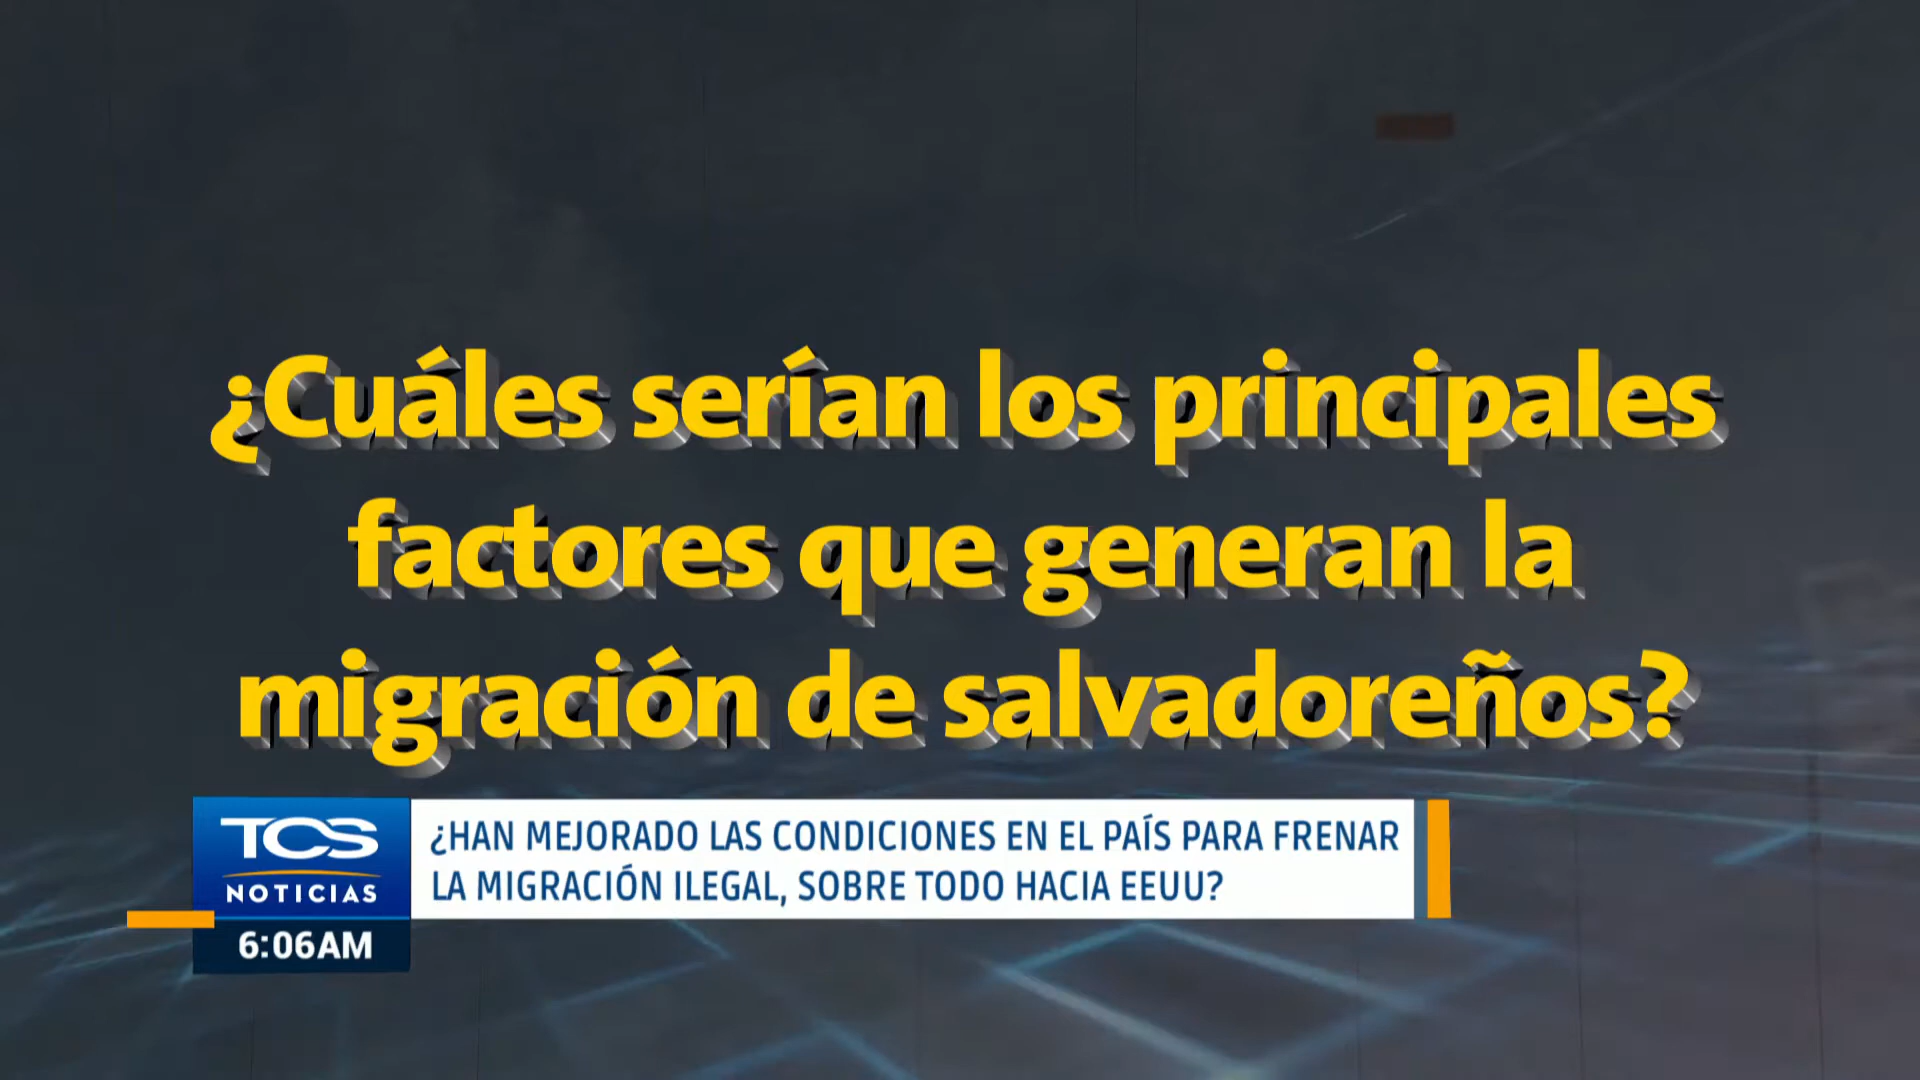 ¿Cuáles serían los principales
factores que generan la
migración de salvadoreños?
TCS
NOTICIAS
6:06AM
¿HAN MEJORADO LAS CONDICIONES EN EL PAÍS PARA FRENAR
LA MIGRACIÓN ILEGAL, SOBRE TODO HACIA EEUU?